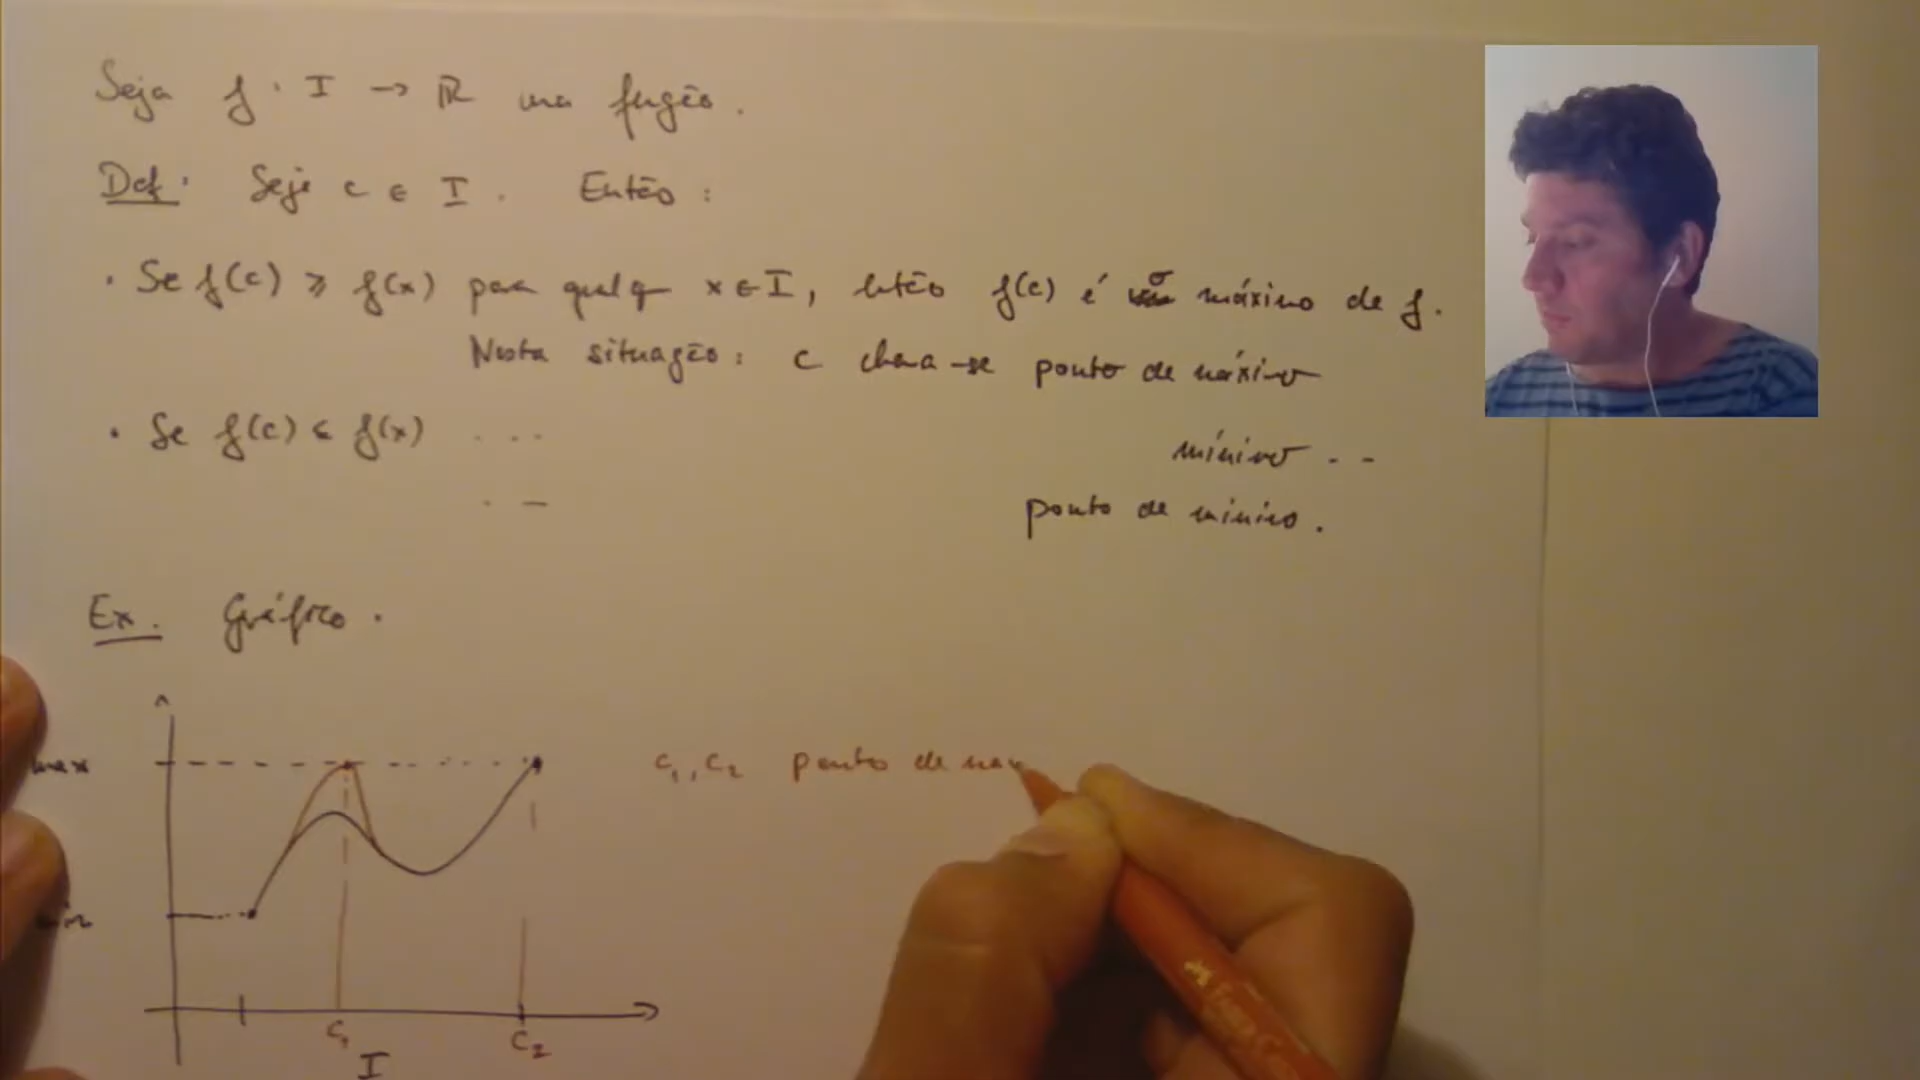 Seja f : I → ℝ uma função.
Def: Seja c ∈ I. Então:
• Se f(c) ⩾ f(x) para qualq x ∈ I, então f(c) é o máximo de f.
Nesta situação: c chama-se ponto de máximo
• Se f(c) ≤ f(x) ... mínimo . . –
. – ponto de mínimo.
Ex. Gráfico.
max
c₁, c₂ ponto de max
min
c₁ c₂
I